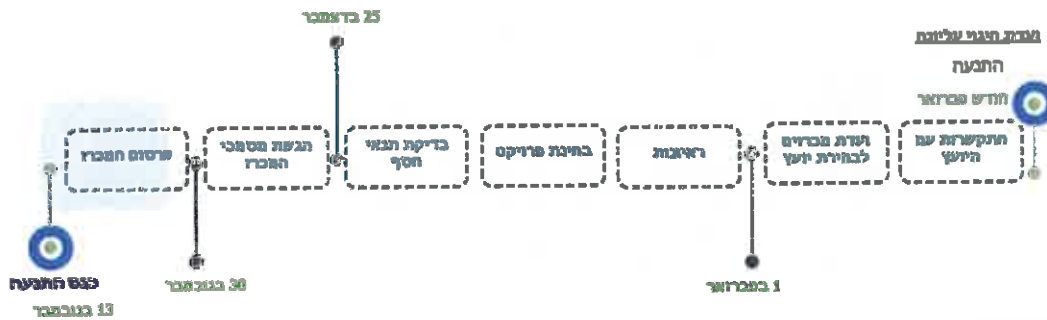 25 בדצמבר
ועדת היגוי עליונה
התנעה
חודש פברואר
פרסום המכרז
הגשת מסמכי
המכרז
בדיקת תנאי
הסף
בחינת פרויקט
ראיונות
ועדת מכרזים
לבחירת יועץ
התקשרות עם
היועץ
כנס התנעה
13 בנובמבר
30 בנובמבר
1 בפברואר